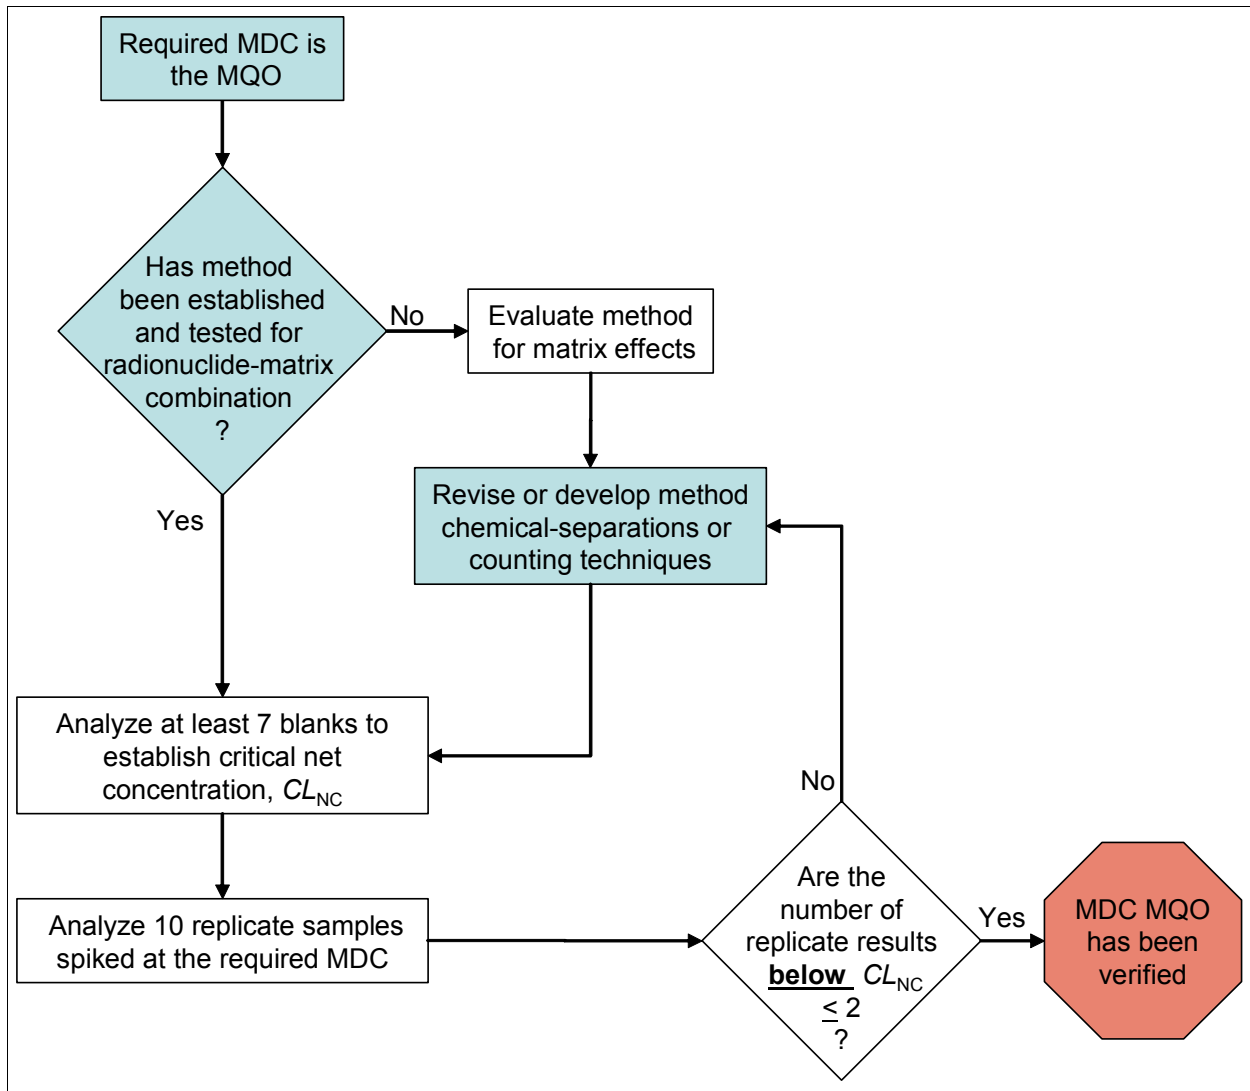 Required MDC is
the MQO
Has method
been established
and tested for
radionuclide-matrix
combination
?
No
Evaluate method
for matrix effects
Yes
Revise or develop method
chemical-separations or
counting techniques
Analyze at least 7 blanks to
establish critical net
concentration, CL_NC
No
Analyze 10 replicate samples
spiked at the required MDC
Are the
number of
replicate results
below CL_NC
≤ 2
?
Yes
MDC MQO
has been
verified